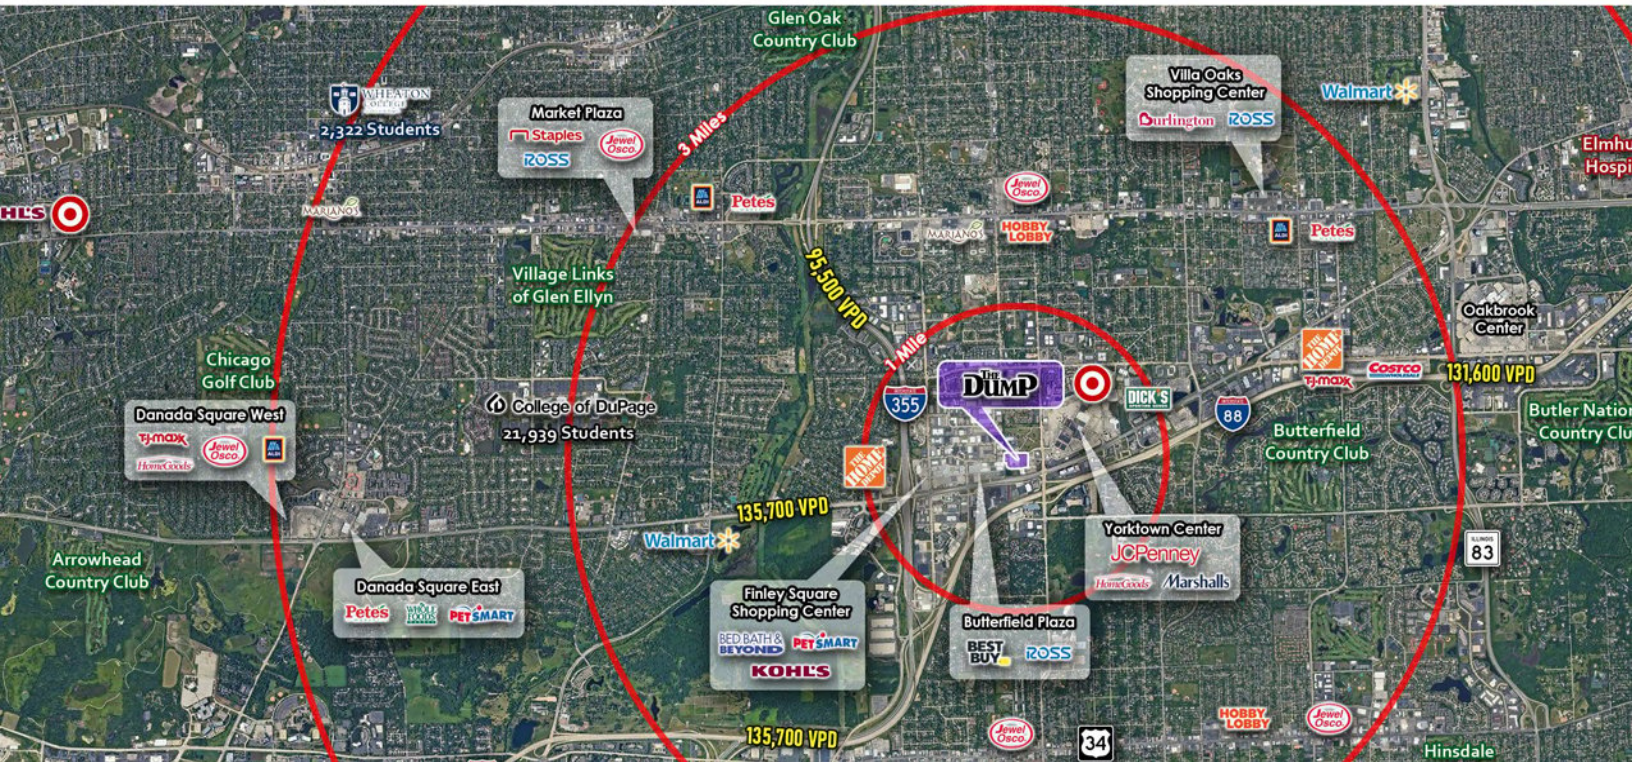 Glen Oak
Country Club
WHEATON
COLLEGE
2,322 Students
Market Plaza
Staples
Jewel
Osco
ROSS
3 Miles
Villa Oaks
Shopping Center
Burlington
ROSS
Walmart
Elmhu
Hospi
HL'S
MARIANO'S
ALDI
Petes
Jewel
Osco
MARIANO'S
HOBBY
LOBBY
ALDI
Petes
Village Links
of Glen Ellyn
95,500 VPD
Oakbrook
Center
Chicago
Golf Club
1 Mile
THE
DUMP
355
DICK'S
SPORTING GOODS
THE
HOME
DEPOT
T.J.maxx
COSTCO
WHOLESALE
131,600 VPD
88
College of DuPage
21,939 Students
Danada Square West
T.J.maxx
HomeGoods
Jewel
Osco
ALDI
Butler Nation
Country Clu
Butterfield
Country Club
THE
HOME
DEPOT
135,700 VPD
Walmart
Yorktown Center
JCPenney
HomeGoods
Marshalls
ILLINOIS
83
Arrowhead
Country Club
Danada Square East
Petes
WHOLE
FOODS
MARKET
PETSMART
Finley Square
Shopping Center
BED BATH &
BEYOND
PETSMART
KOHL'S
Butterfield Plaza
BEST
BUY
ROSS
135,700 VPD
Jewel
Osco
34
HOBBY
LOBBY
Jewel
Osco
Hinsdale